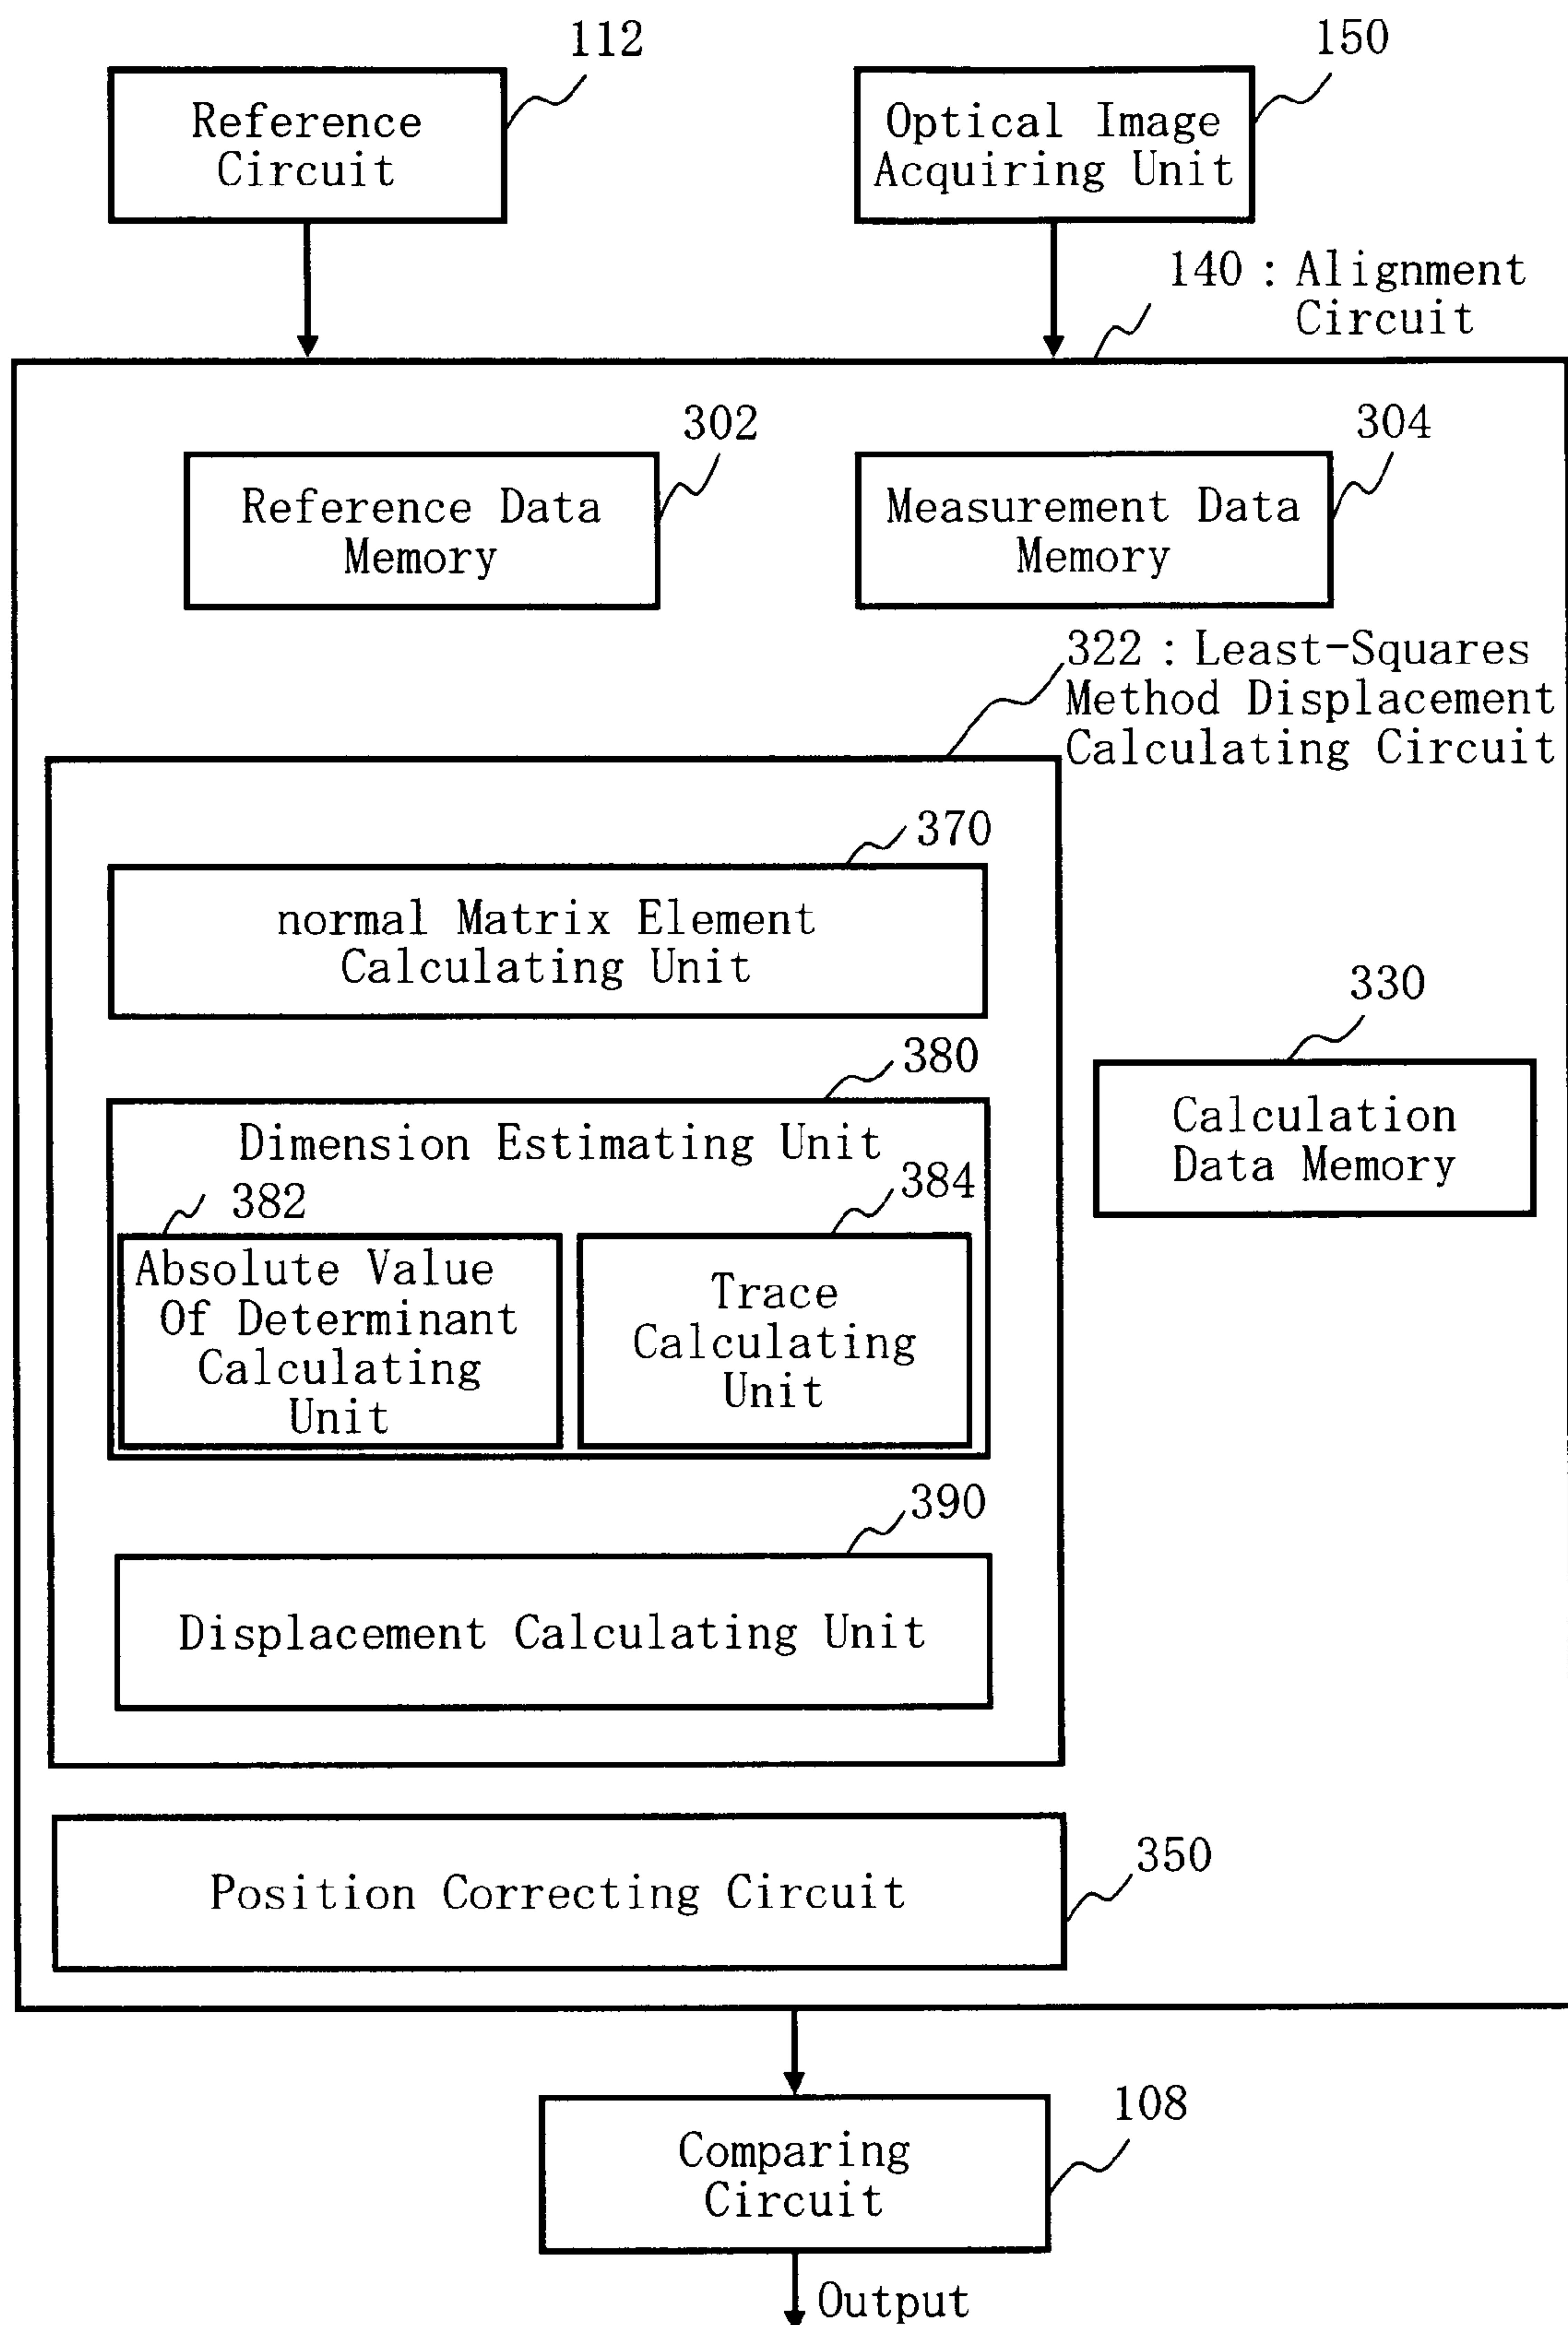 112
150
Reference
Circuit
Optical Image
Acquiring Unit
140 : Alignment
Circuit
302
304
Reference Data
Memory
Measurement Data
Memory
322 : Least-Squares
Method Displacement
Calculating Circuit
370
normal Matrix Element
Calculating Unit
330
380
Calculation
Data Memory
Dimension Estimating Unit
382
384
Absolute Value
Of Determinant
Calculating
Unit
Trace
Calculating
Unit
390
Displacement Calculating Unit
350
Position Correcting Circuit
108
Comparing
Circuit
Output